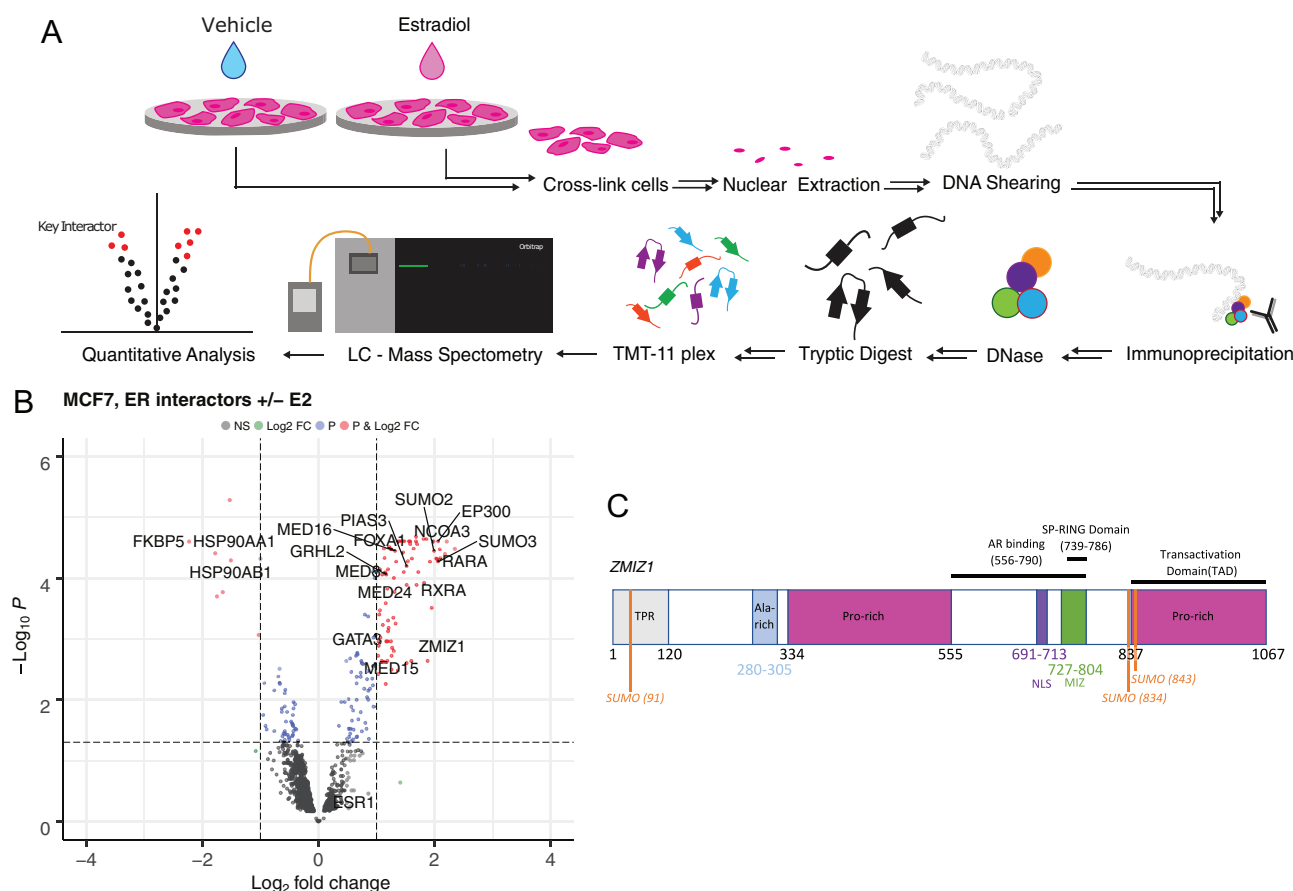 A
Vehicle
Estradiol
Cross-link cells
Nuclear Extraction
DNA Shearing
Key Interactor
Orbitrap
Quantitative Analysis
LC - Mass Spectometry
TMT-11 plex
Tryptic Digest
DNase
Immunoprecipitation
B
MCF7, ER interactors +/− E2
NS
Log2 FC
P
P & Log2 FC
6
4
2
0
−Log10 P
SUMO2
PIAS3
EP300
MED16
FOXA1
NCOA3
FKBP5
HSP90AA1
GRHL2
SUMO3
HSP90AB1
MED8
RARA
MED24
RXRA
GATA3
ZMIZ1
MED15
ESR1
−4
−2
0
2
4
Log2 fold change
C
SP-RING Domain
(739-786)
AR binding
(556-790)
Transactivation
Domain(TAD)
ZMIZ1
TPR
Ala-
rich
Pro-rich
Pro-rich
1
120
334
555
691-713
837
1067
280-305
727-804
NLS
MIZ
SUMO (843)
SUMO (91)
SUMO (834)